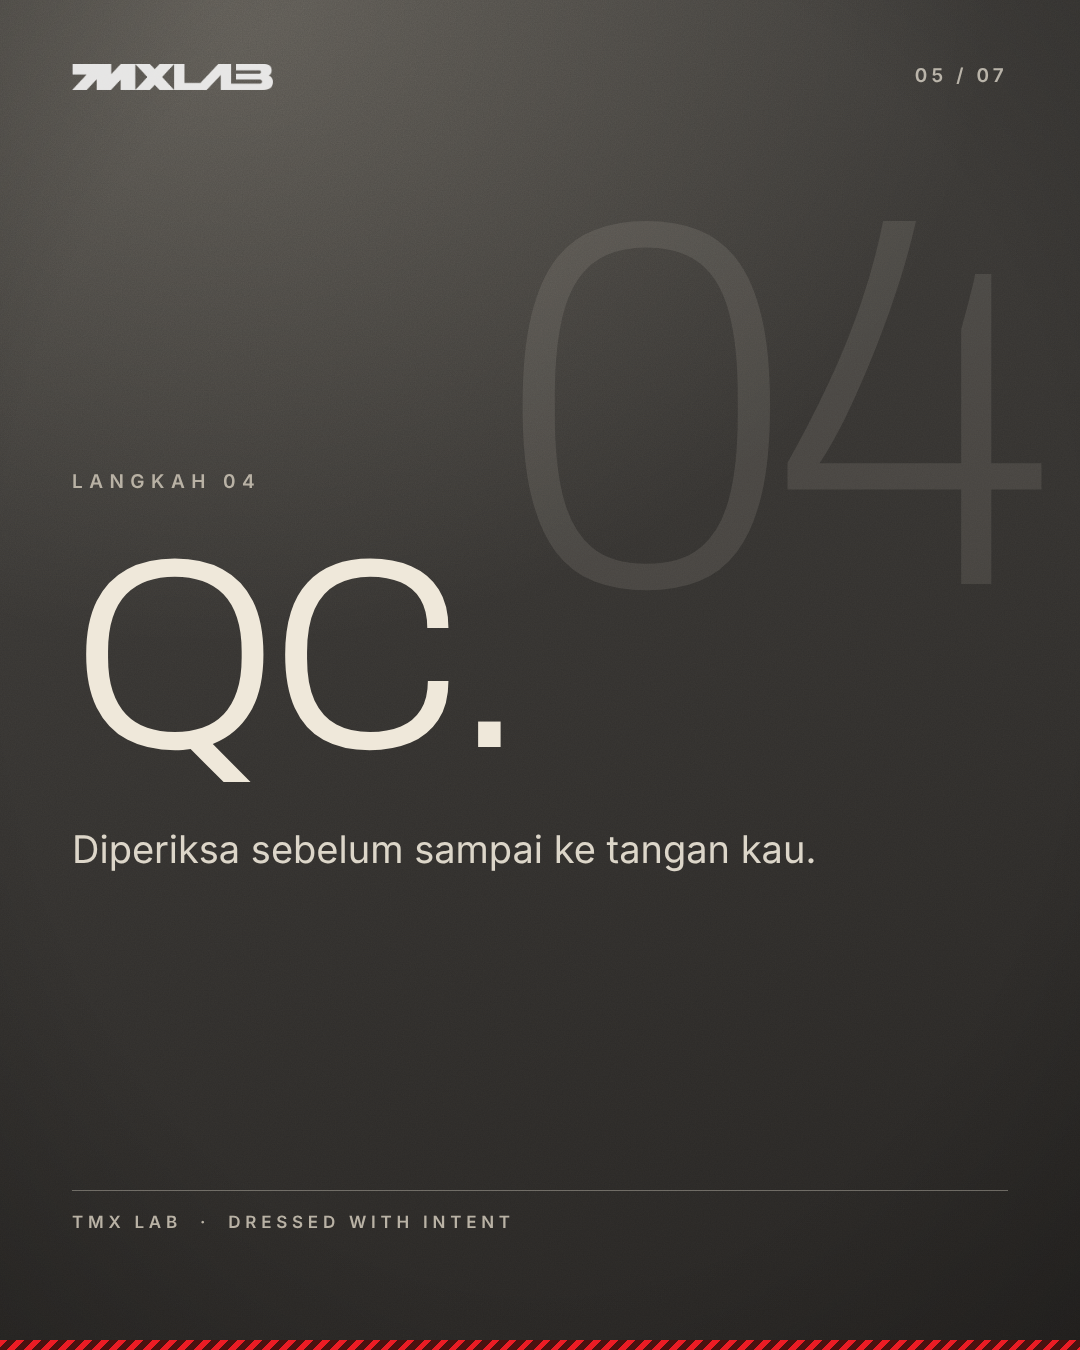 TMXLAB
05 / 07
04
LANGKAH 04
QC.
Diperiksa sebelum sampai ke tangan kau.
TMX LAB · DRESSED WITH INTENT